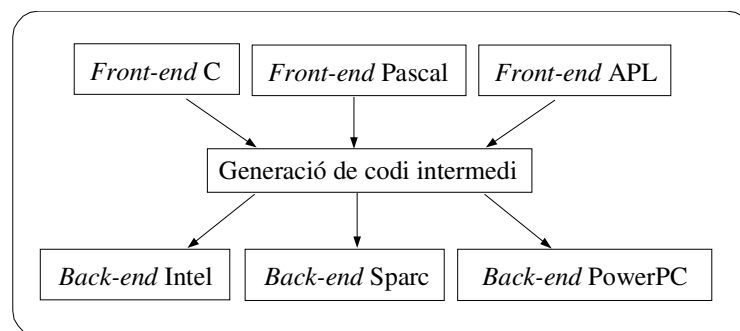 Front-end C
Front-end Pascal
Front-end APL
Generació de codi intermedi
Back-end Intel
Back-end Sparc
Back-end PowerPC